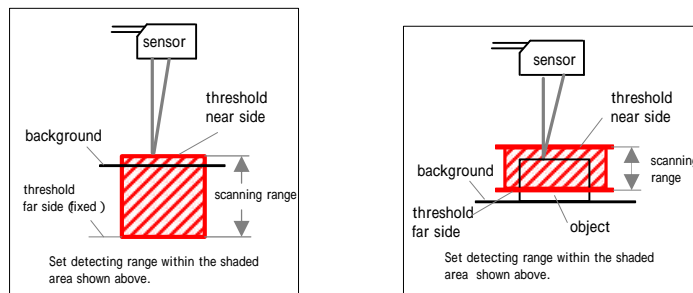 sensor
threshold
near side
background
threshold
far side (fixed )
scanning range
Set detecting range within the shaded
area shown above.
sensor
threshold
near side
scanning
range
background
threshold
far side
object
Set detecting range within the shaded
area shown above.